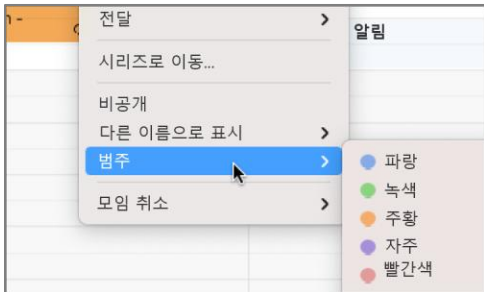 전달
알림
시리즈로 이동...
비공개
다른 이름으로 표시
범주
파랑
녹색
모임 취소
주황
자주
빨간색